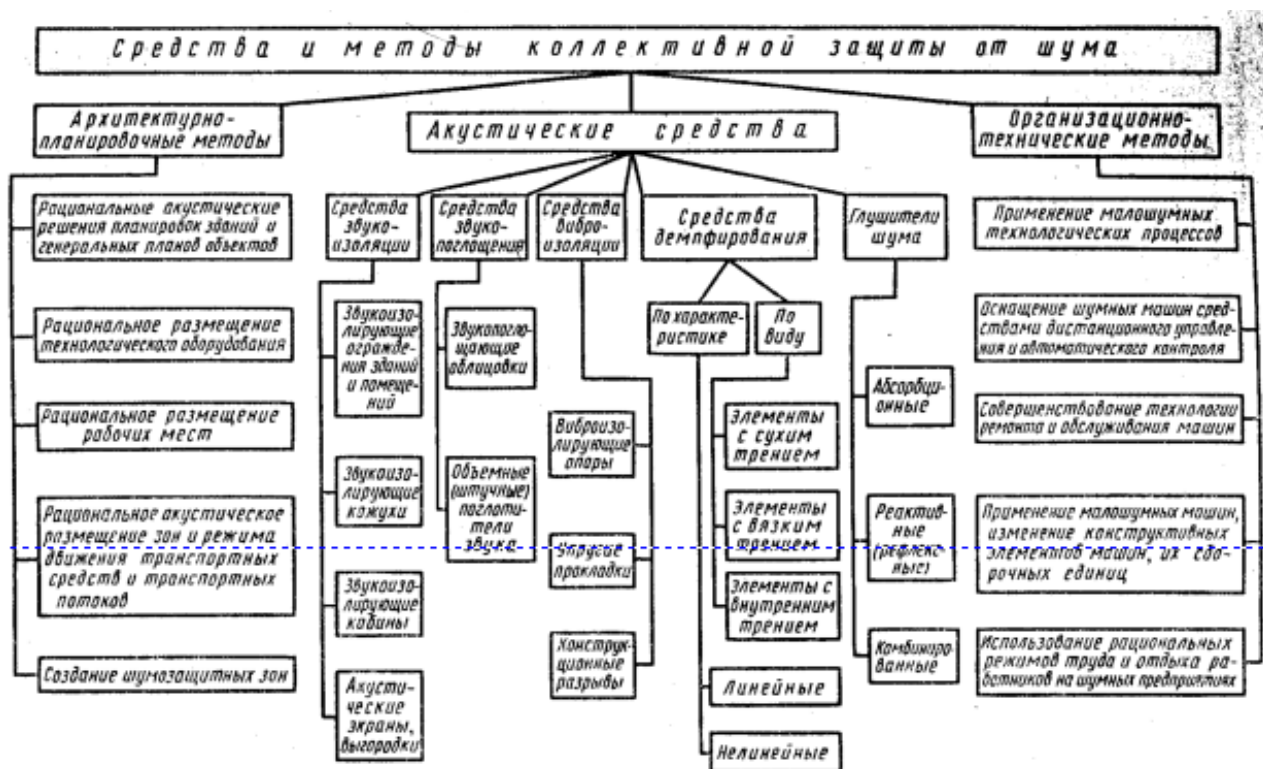 Средства и методы коллективной защиты от шума
Архитектурно-
планировочные методы
Рациональные акустические
решения планировок зданий и
генеральных планов объектов
Рациональное размещение
технологического оборудования
Рациональное размещение
рабочих мест
Рациональное акустическое
размещение зон и режима
движения транспортных
средств и транспортных
потоков
Создание шумозащитных зон
Акустические средства
Средства
звуко-
изоляции
Звукоизо-
лирующие
ограждения
зданий
и помеще-
ний
Звукоизо-
лирующие
кожухи
Звукоизо-
лирующие
кабины
Акусти-
ческие
экраны,
выгородки
Средства
звуко-
поглощение
Звукопогло-
щающие
облицовки
Объемные
(штучные)
поглоти-
тели
звука
Средства
вибро-
изоляции
Виброизо-
лирующие
опоры
Упругие
прокладки
Конструк-
ционные
разрывы
Средства
демпфирования
По характе-
ристике
Линейные
Нелинейные
По
виду
Элементы
с сухим
трением
Элементы
с вязким
трением
Элементы с
внутренним
трением
Глушители
шума
Абсорбци-
онные
Реактив-
ные
(рефлекс-
ные)
Комбиниро-
ванные
Организационно-
технические методы
Применение малошумных
технологических процессов
Оснащение шумных машин сред-
ствами дистанционного управле-
ния и автоматического контроля
Совершенствование технологии
ремонта и обслуживания машин
Применение малошумных машин,
изменение конструктивных
элементов машин, их сбо-
рочных единиц
Использование рациональных
режимов труда и отдыха ра-
ботников на шумных предприятиях